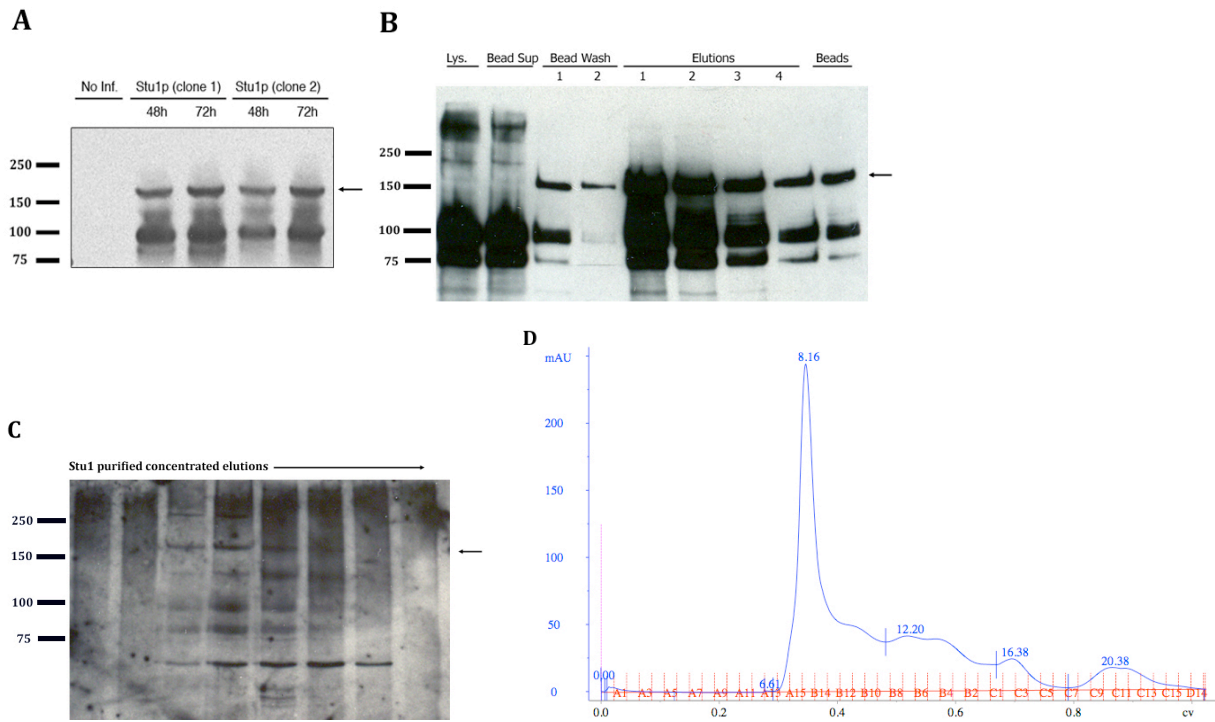 A
No Inf. Stu1p (clone 1) Stu1p (clone 2)
48h 72h 48h 72h
250
150
100
75
B
Lys. Bead Sup Bead Wash Elutions Beads
1 2 1 2 3 4
250
150
100
75
C
Stu1 purified concentrated elutions
250
150
100
75
D
mAU
8.16
200
150
100
50
12.20
16.38
20.38
0.00
6.61
0
A1 A3 A5 A7 A9 A11 A13 A15 B14 B12 B10 B8 B6 B4 B2 C1 C3 C5 C7 C9 C11 C13 C15 D14
0.0 0.2 0.4 0.6 0.8 cv